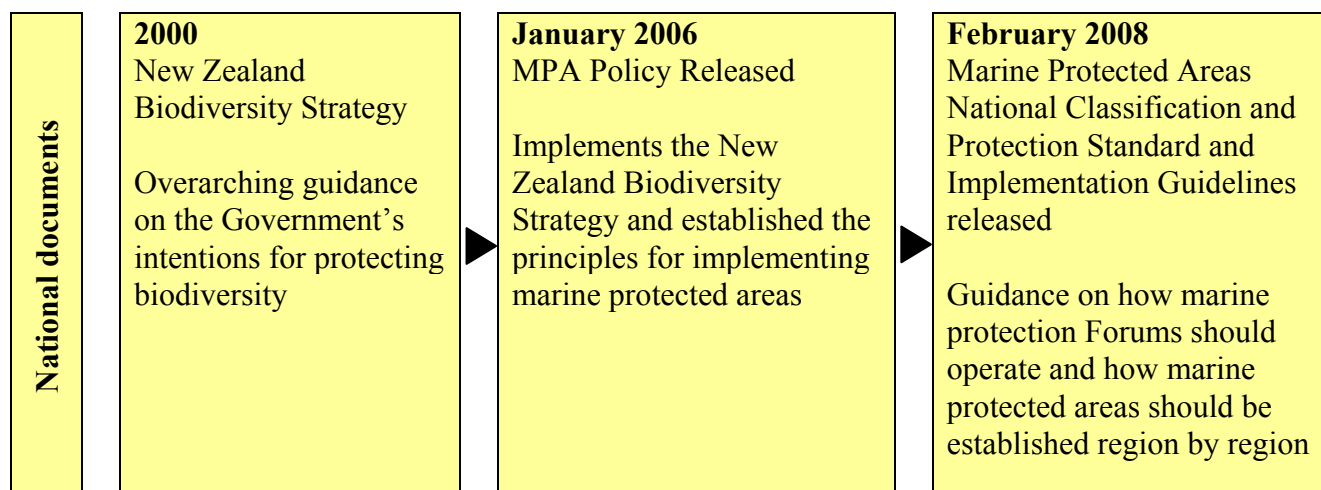 National documents
2000
New Zealand
Biodiversity Strategy
Overarching guidance
on the Government's
intentions for protecting
biodiversity
January 2006
MPA Policy Released
Implements the New
Zealand Biodiversity
Strategy and established the
principles for implementing
marine protected areas
February 2008
Marine Protected Areas
National Classification and
Protection Standard and
Implementation Guidelines
released
Guidance on how marine
protection Forums should
operate and how marine
protected areas should be
established region by region